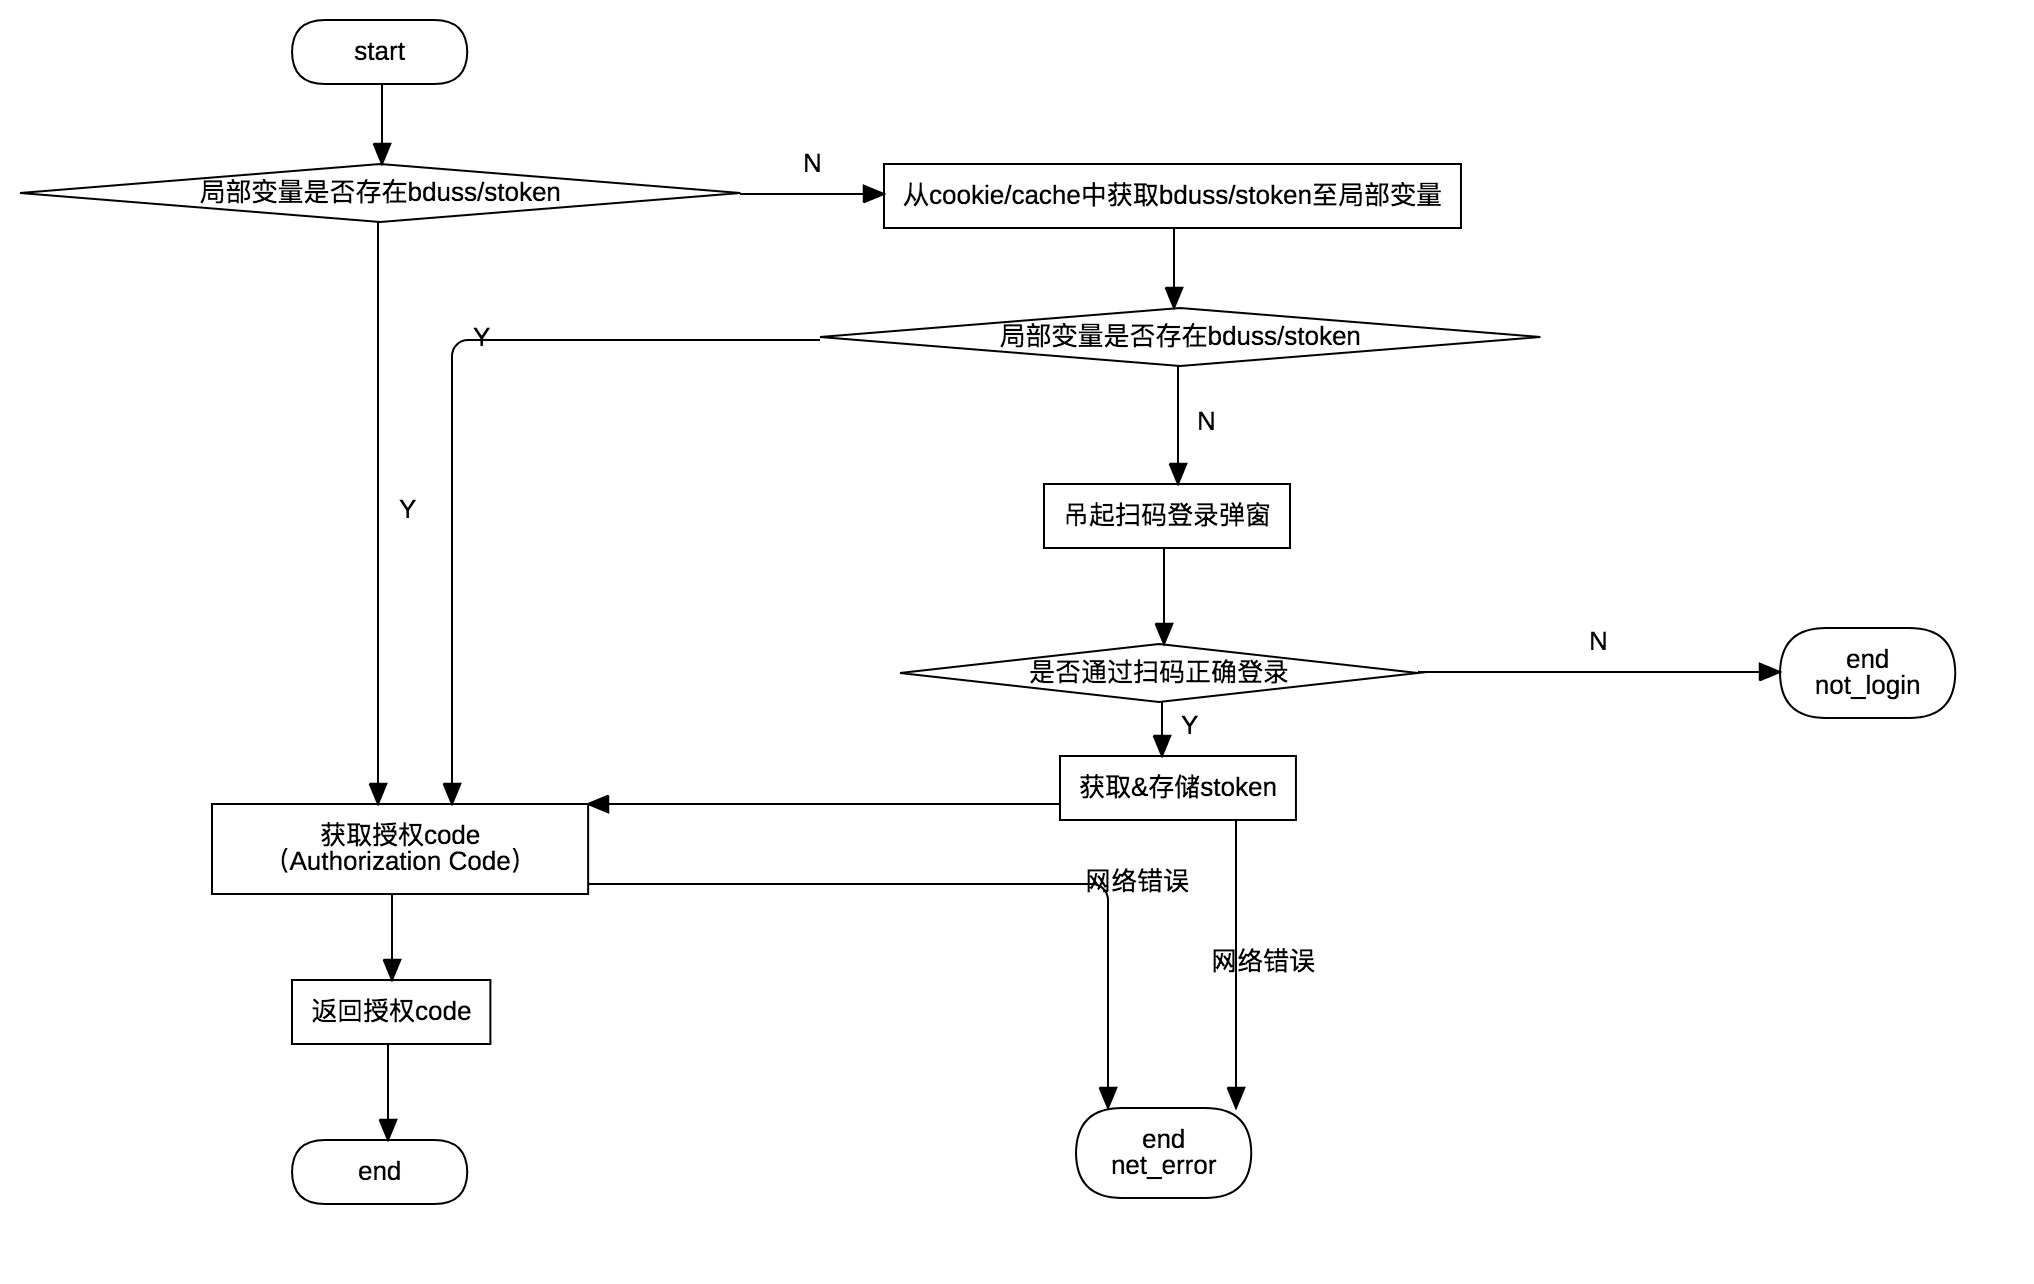 start
局部变量是否存在bduss/stoken
N
从cookie/cache中获取bduss/stoken至局部变量
Y
局部变量是否存在bduss/stoken
N
Y
吊起扫码登录弹窗
是否通过扫码正确登录
N
end
not_login
Y
获取&存储stoken
获取授权code
（Authorization Code）
网络错误
网络错误
返回授权code
end
end
net_error